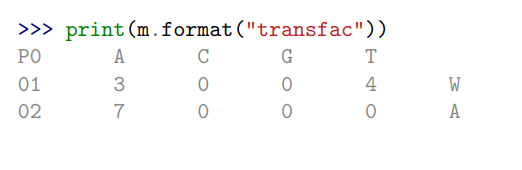 >>> print(m.format("transfac"))
P0 A C G T
01 3 0 0 4 W
02 7 0 0 0 A